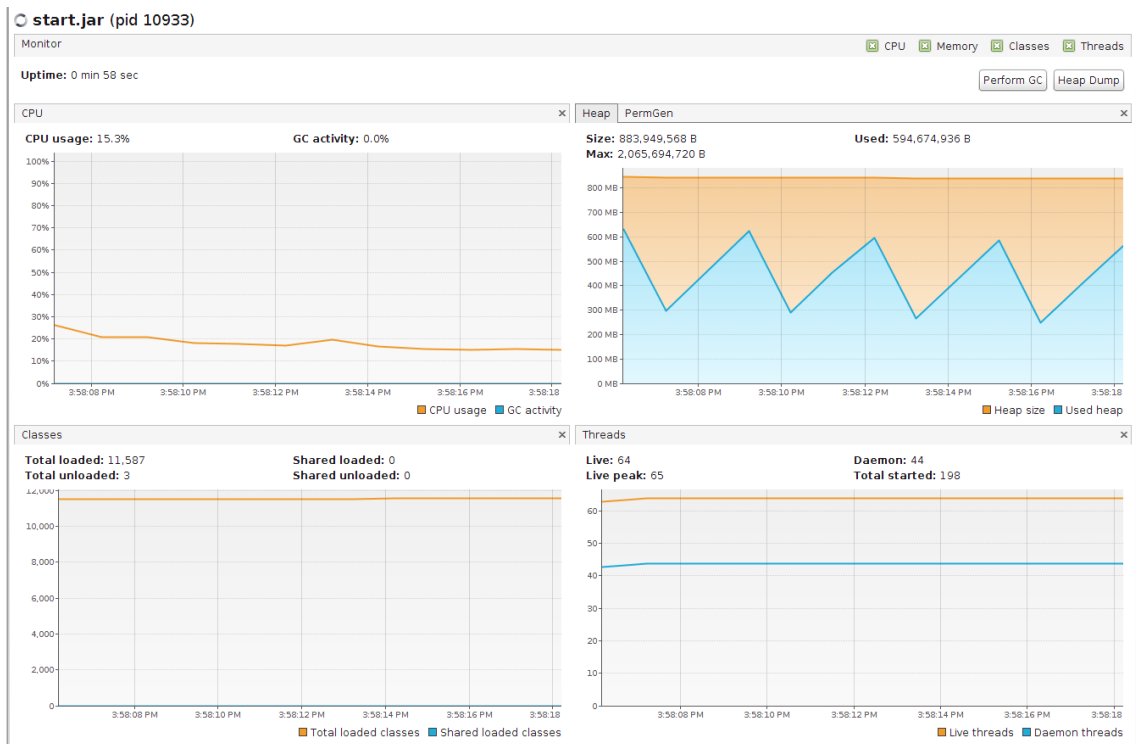 start.jar (pid 10933)
Monitor
CPU Memory Classes Threads
Uptime: 0 min 58 sec
Perform GC Heap Dump
CPU
CPU usage: 15.3% GC activity: 0.0%
100%
90%
80%
70%
60%
50%
40%
30%
20%
10%
0%
3:58:08 PM 3:58:10 PM 3:58:12 PM 3:58:14 PM 3:58:16 PM 3:58:18
CPU usage GC activity
Heap PermGen
Size: 883,949,568 B Used: 594,674,936 B
Max: 2,065,694,720 B
800 MB
700 MB
600 MB
500 MB
400 MB
300 MB
200 MB
100 MB
0 MB
3:58:08 PM 3:58:10 PM 3:58:12 PM 3:58:14 PM 3:58:16 PM 3:58:18
Heap size Used heap
Classes
Total loaded: 11,587 Shared loaded: 0
Total unloaded: 3 Shared unloaded: 0
12,000
10,000
8,000
6,000
4,000
2,000
0
3:58:08 PM 3:58:10 PM 3:58:12 PM 3:58:14 PM 3:58:16 PM 3:58:18
Total loaded classes Shared loaded classes
Threads
Live: 64 Daemon: 44
Live peak: 65 Total started: 198
60
50
40
30
20
10
0
3:58:08 PM 3:58:10 PM 3:58:12 PM 3:58:14 PM 3:58:16 PM 3:58:18
Live threads Daemon threads